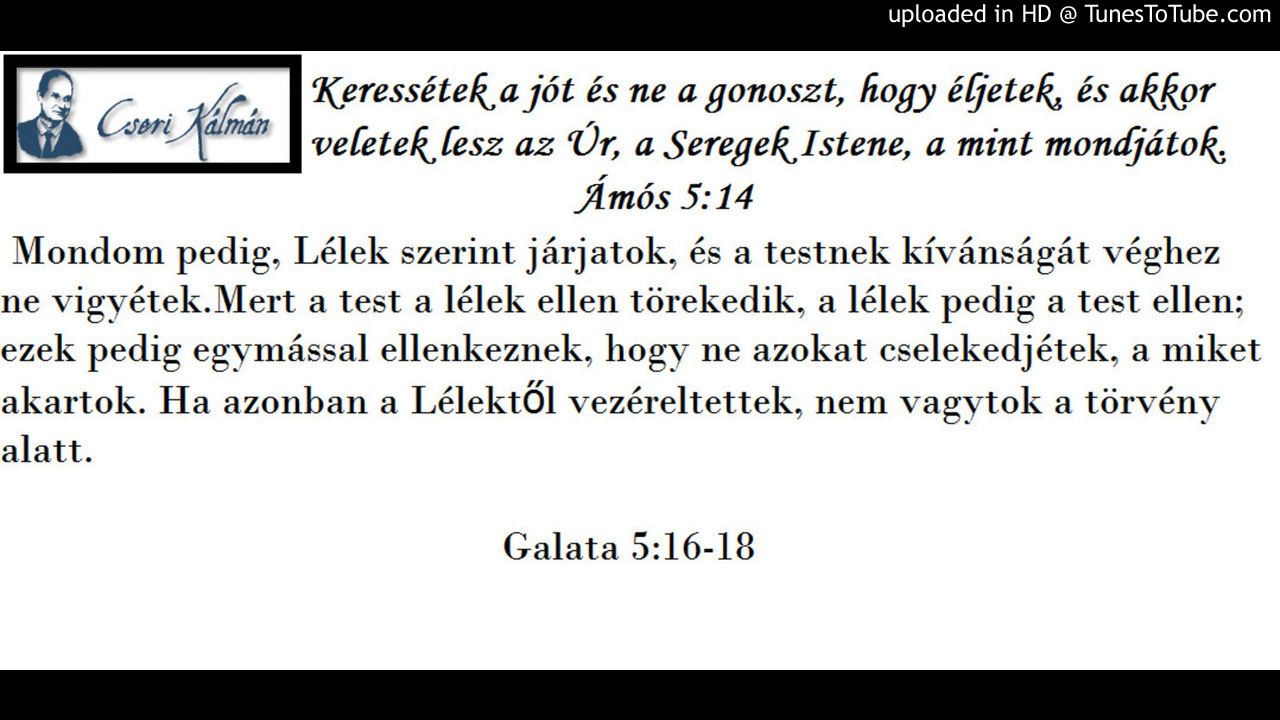 uploaded in HD @ TunesToTube.com
Cseri Kálmán
Keressétek a jót és ne a gonoszt, hogy éljetek, és akkor
veletek lesz az Úr, a Seregek Istene, a mint mondjátok.
Ámós 5:14
Mondom pedig, Lélek szerint járjatok, és a testnek kívánságát véghez
ne vigyétek.Mert a test a lélek ellen törekedik, a lélek pedig a test ellen;
ezek pedig egymással ellenkeznek, hogy ne azokat cselekedjétek, a miket
akartok. Ha azonban a Lélektől vezéreltettek, nem vagytok a törvény
alatt.
Galata 5:16-18